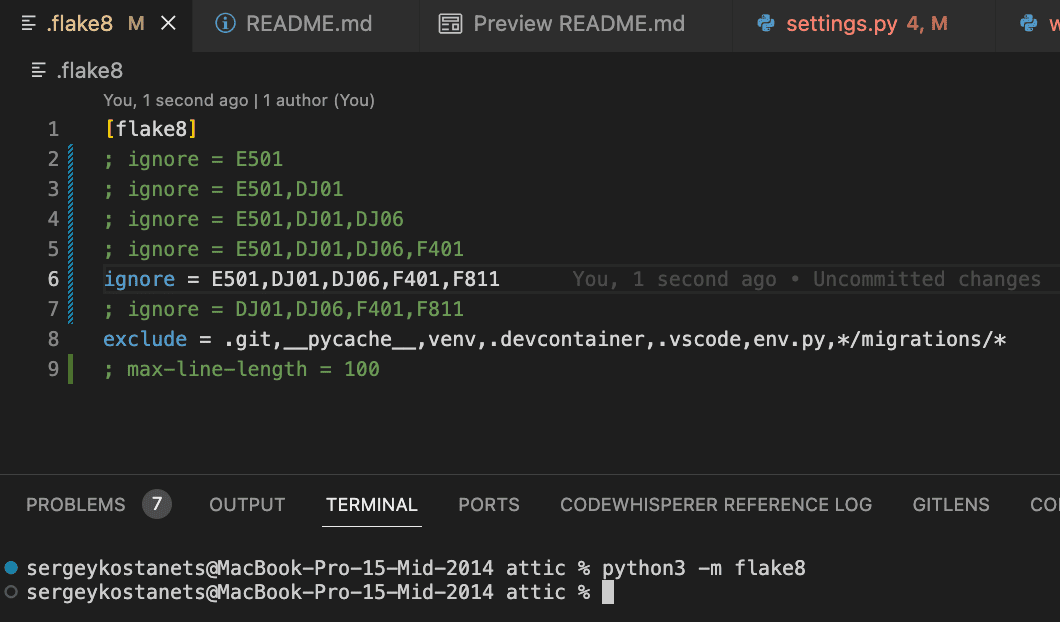 .flake8 M README.md Preview README.md settings.py 4, M
.flake8
You, 1 second ago | 1 author (You)
1 [flake8]
2 ; ignore = E501
3 ; ignore = E501,DJ01
4 ; ignore = E501,DJ01,DJ06
5 ; ignore = E501,DJ01,DJ06,F401
6 ignore = E501,DJ01,DJ06,F401,F811 You, 1 second ago • Uncommitted changes
7 ; ignore = DJ01,DJ06,F401,F811
8 exclude = .git,__pycache__,venv,.devcontainer,.vscode,env.py,*/migrations/*
9 ; max-line-length = 100
PROBLEMS 7 OUTPUT TERMINAL PORTS CODEWHISPERER REFERENCE LOG GITLENS
sergeykostanets@MacBook-Pro-15-Mid-2014 attic % python3 -m flake8
sergeykostanets@MacBook-Pro-15-Mid-2014 attic %